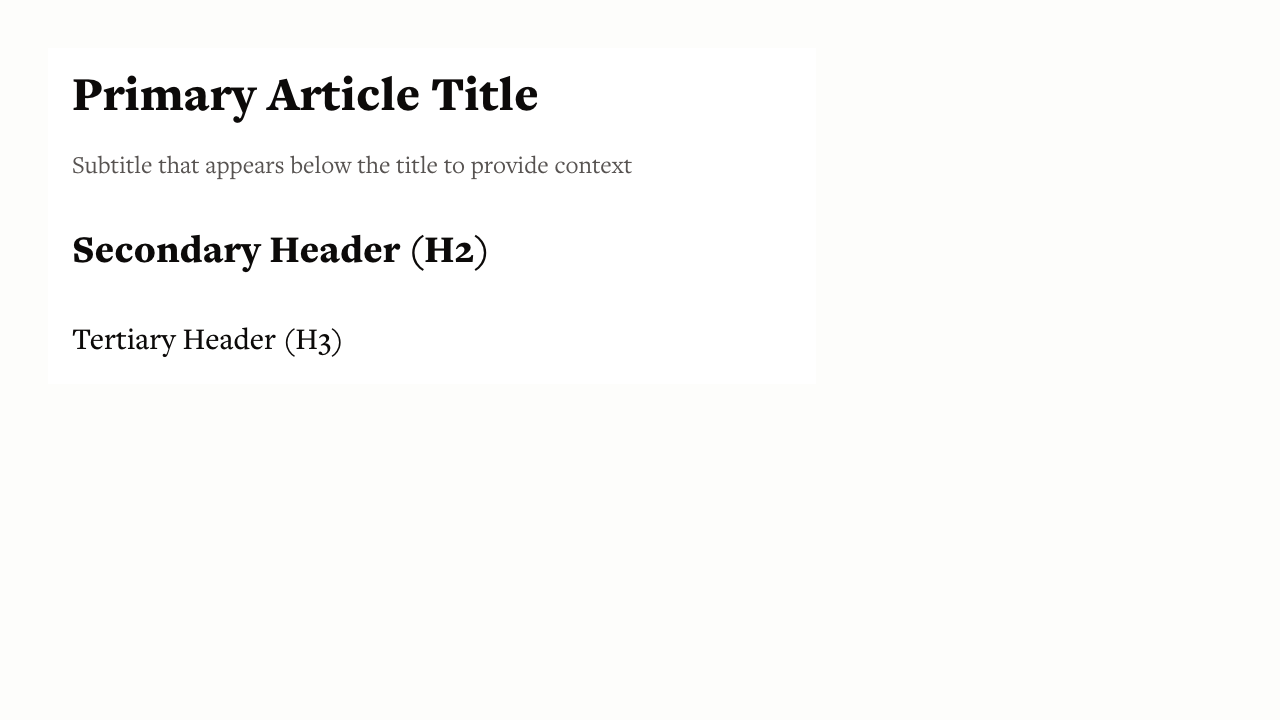 Primary Article Title
Subtitle that appears below the title to provide context
Secondary Header (H2)
Tertiary Header (H3)